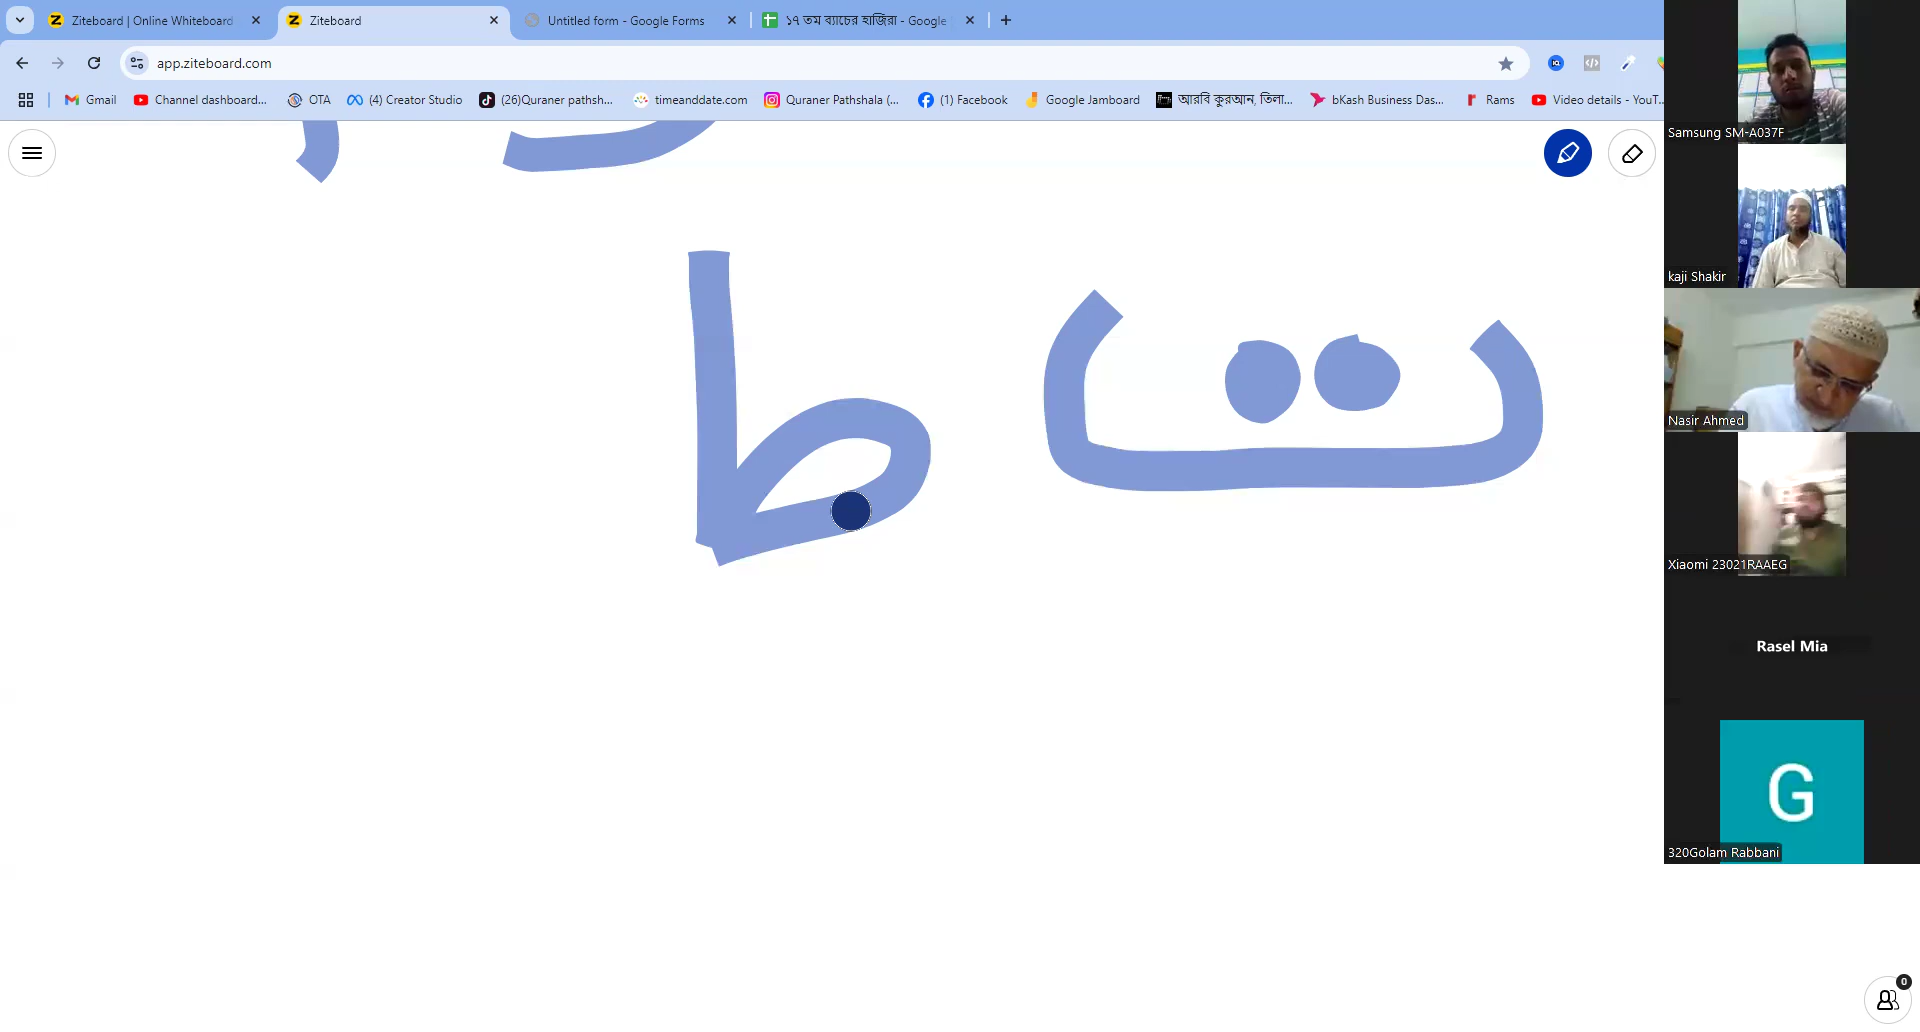 Ziteboard | Online Whiteboard
Ziteboard
Untitled form - Google Forms
১৭ তম ব্যাচের হাজিরা - Google
app.ziteboard.com
Gmail
Channel dashboard...
OTA
(4) Creator Studio
(26)Quraner pathsh...
timeanddate.com
Quraner Pathshala (...
(1) Facebook
Google Jamboard
আরবি কুরআন, তিলা...
bKash Business Das...
Rams
Video details - YouT...
ت ط
Samsung SM-A037F
kaji Shakir
Nasir Ahmed
Xiaomi 23021RAAEG
Rasel Mia
G
320Golam Rabbani
0